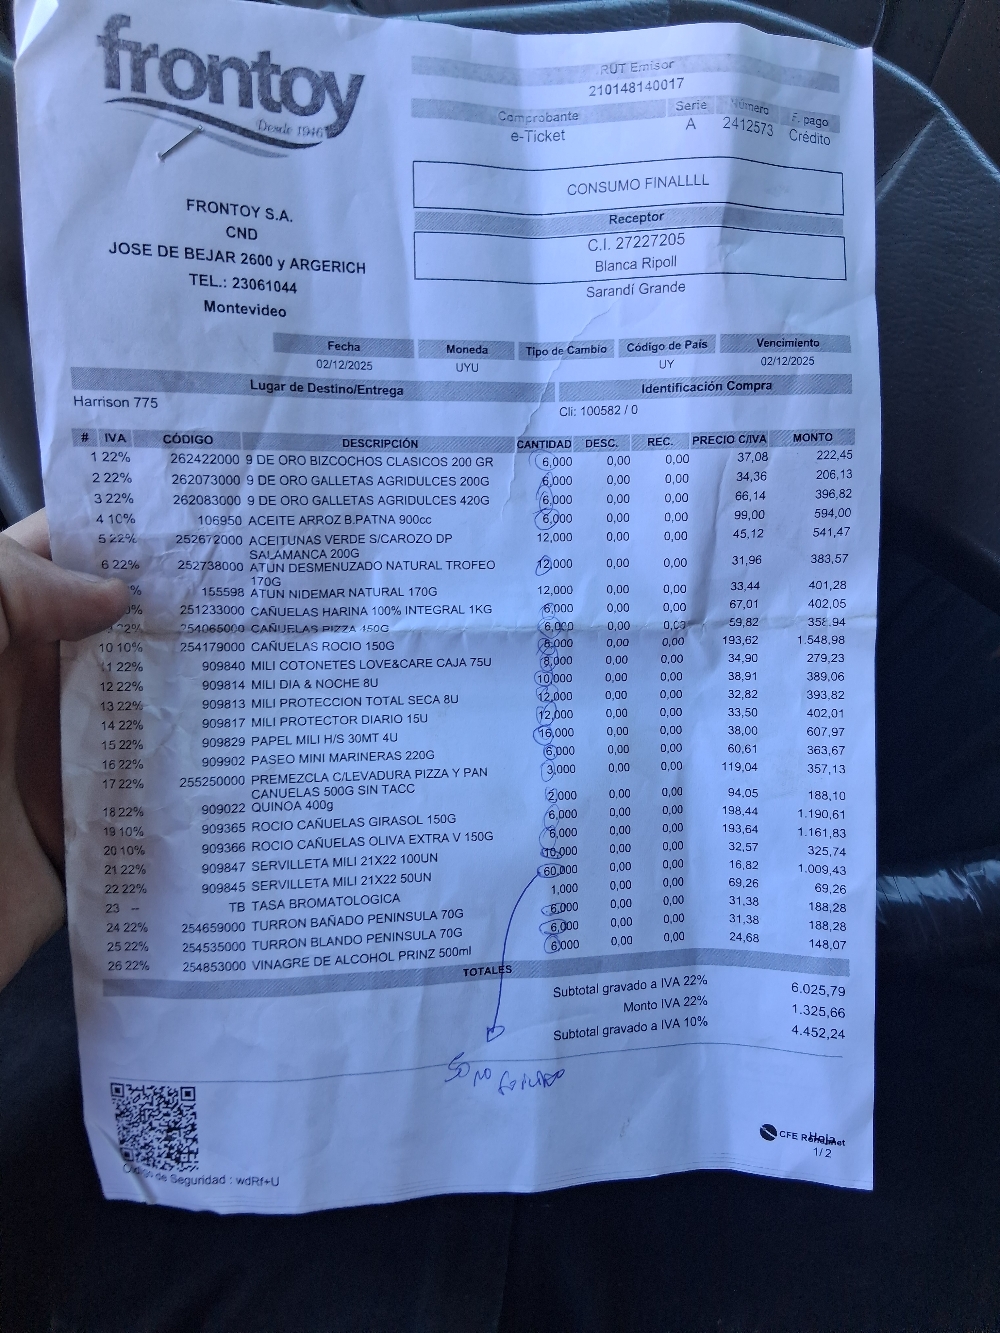 frontoy
Desde 1946
RUT Emisor
210148140017
Comprobante Serie Número F. pago
e-Ticket A 2412573 Crédito
CONSUMO FINALLLL
Receptor
C.I. 27227205
Blanca Ripoll
Sarandí Grande
FRONTOY S.A.
CND
JOSE DE BEJAR 2600 y ARGERICH
TEL.: 23061044
Montevideo
Fecha Moneda Tipo de Cambio Código de País Vencimiento
02/12/2025 UYU UY 02/12/2025
Lugar de Destino/Entrega Identificación Compra
Harrison 775 Cli: 100582 / 0
# IVA CÓDIGO DESCRIPCIÓN CANTIDAD DESC. REC. PRECIO C/IVA MONTO
1 22% 262422000 9 DE ORO BIZCOCHOS CLASICOS 200 GR 6,000 0,00 0,00 37,08 222,45
2 22% 262073000 9 DE ORO GALLETAS AGRIDULCES 200G 6,000 0,00 0,00 34,36 206,13
3 22% 262083000 9 DE ORO GALLETAS AGRIDULCES 420G 6,000 0,00 0,00 66,14 396,82
4 10% 106950 ACEITE ARROZ B.PATNA 900cc 6,000 0,00 0,00 99,00 594,00
5 22% 252672000 ACEITUNAS VERDE S/CAROZO DP 12,000 0,00 0,00 45,12 541,47
SALAMANCA 200G
6 22% 252738000 ATUN DESMENUZADO NATURAL TROFEO 12,000 0,00 0,00 31,96 383,57
170G
% 155598 ATUN NIDEMAR NATURAL 170G 12,000 0,00 0,00 33,44 401,28
% 251233000 CAÑUELAS HARINA 100% INTEGRAL 1KG 6,000 0,00 0,00 67,01 402,05
22% 254065000 CAÑUELAS PIZZA 450G 6,000 0,00 0,00 59,82 358,94
10 10% 254179000 CAÑUELAS ROCIO 150G 8,000 0,00 0,00 193,62 1.548,98
11 22% 909840 MILI COTONETES LOVE&CARE CAJA 75U 8,000 0,00 0,00 34,90 279,23
12 22% 909814 MILI DIA & NOCHE 8U 10,000 0,00 0,00 38,91 389,06
13 22% 909813 MILI PROTECCION TOTAL SECA 8U 12,000 0,00 0,00 32,82 393,82
14 22% 909817 MILI PROTECTOR DIARIO 15U 12,000 0,00 0,00 33,50 402,01
15 22% 909829 PAPEL MILI H/S 30MT 4U 16,000 0,00 0,00 38,00 607,97
16 22% 909902 PASEO MINI MARINERAS 220G 6,000 0,00 0,00 60,61 363,67
17 22% 255250000 PREMEZCLA C/LEVADURA PIZZA Y PAN 3,000 0,00 0,00 119,04 357,13
CANUELAS 500G SIN TACC
18 22% 909022 QUINOA 400g 2,000 0,00 0,00 94,05 188,10
19 10% 909365 ROCIO CAÑUELAS GIRASOL 150G 6,000 0,00 0,00 198,44 1.190,61
20 10% 909366 ROCIO CAÑUELAS OLIVA EXTRA V 150G 6,000 0,00 0,00 193,64 1.161,83
21 22% 909847 SERVILLETA MILI 21X22 100UN 10,000 0,00 0,00 32,57 325,74
22 22% 909845 SERVILLETA MILI 21X22 50UN 60,000 0,00 0,00 16,82 1.009,43
23 -- TB TASA BROMATOLOGICA 1,000 0,00 0,00 69,26 69,26
24 22% 254659000 TURRON BAÑADO PENINSULA 70G 6,000 0,00 0,00 31,38 188,28
25 22% 254535000 TURRON BLANDO PENINSULA 70G 6,000 0,00 0,00 31,38 188,28
26 22% 254853000 VINAGRE DE ALCOHOL PRINZ 500ml 6,000 0,00 0,00 24,68 148,07
TOTALES
Subtotal gravado a IVA 22% 6.025,79
Monto IVA 22% 1.325,66
Subtotal gravado a IVA 10% 4.452,24
NO
CFE
Hoja
1/2
Código de Seguridad : wdRf+U